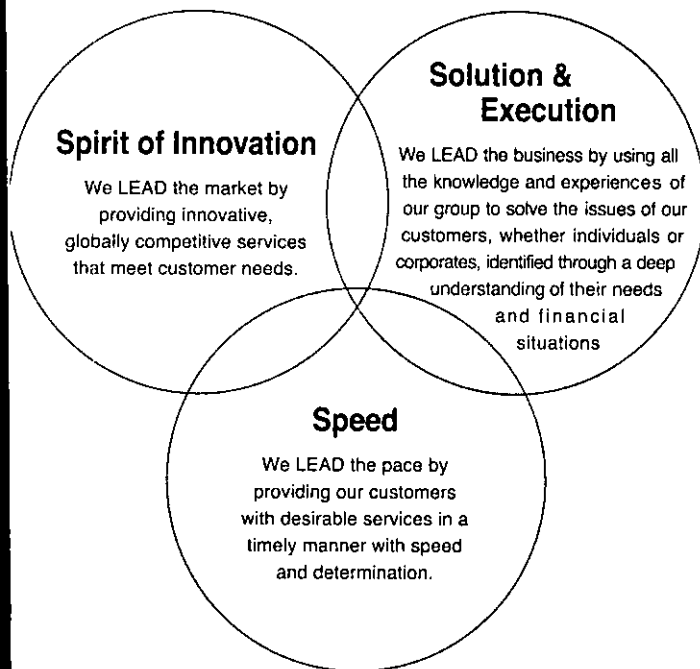 Spirit of Innovation
We LEAD the market by
providing innovative,
globally competitive services
that meet customer needs.
Solution &
Execution
We LEAD the business by using all
the knowledge and experiences of
our group to solve the issues of our
customers, whether individuals or
corporates, identified through a deep
understanding of their needs
and financial
situations
Speed
We LEAD the pace by
providing our customers
with desirable services in a
timely manner with speed
and determination.